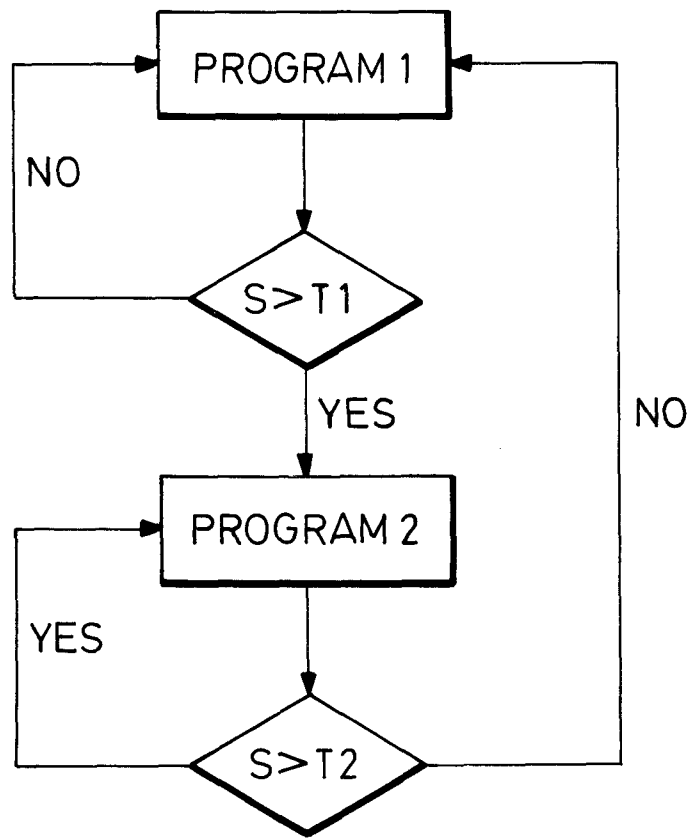 PROGRAM 1
NO
S>T1
YES
NO
PROGRAM 2
YES
S>T2